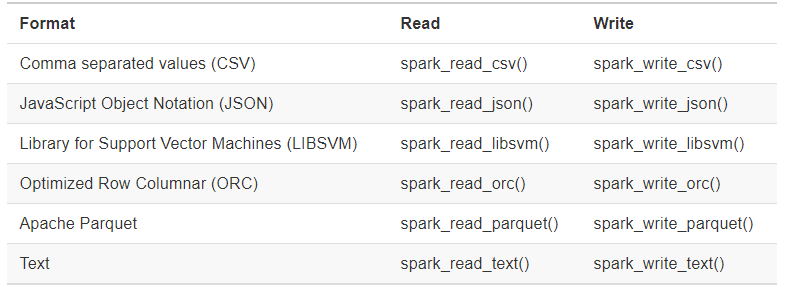 Format Read Write
Comma separated values (CSV) spark_read_csv() spark_write_csv()
JavaScript Object Notation (JSON) spark_read_json() spark_write_json()
Library for Support Vector Machines (LIBSVM) spark_read_libsvm() spark_write_libsvm()
Optimized Row Columnar (ORC) spark_read_orc() spark_write_orc()
Apache Parquet spark_read_parquet() spark_write_parquet()
Text spark_read_text() spark_write_text()